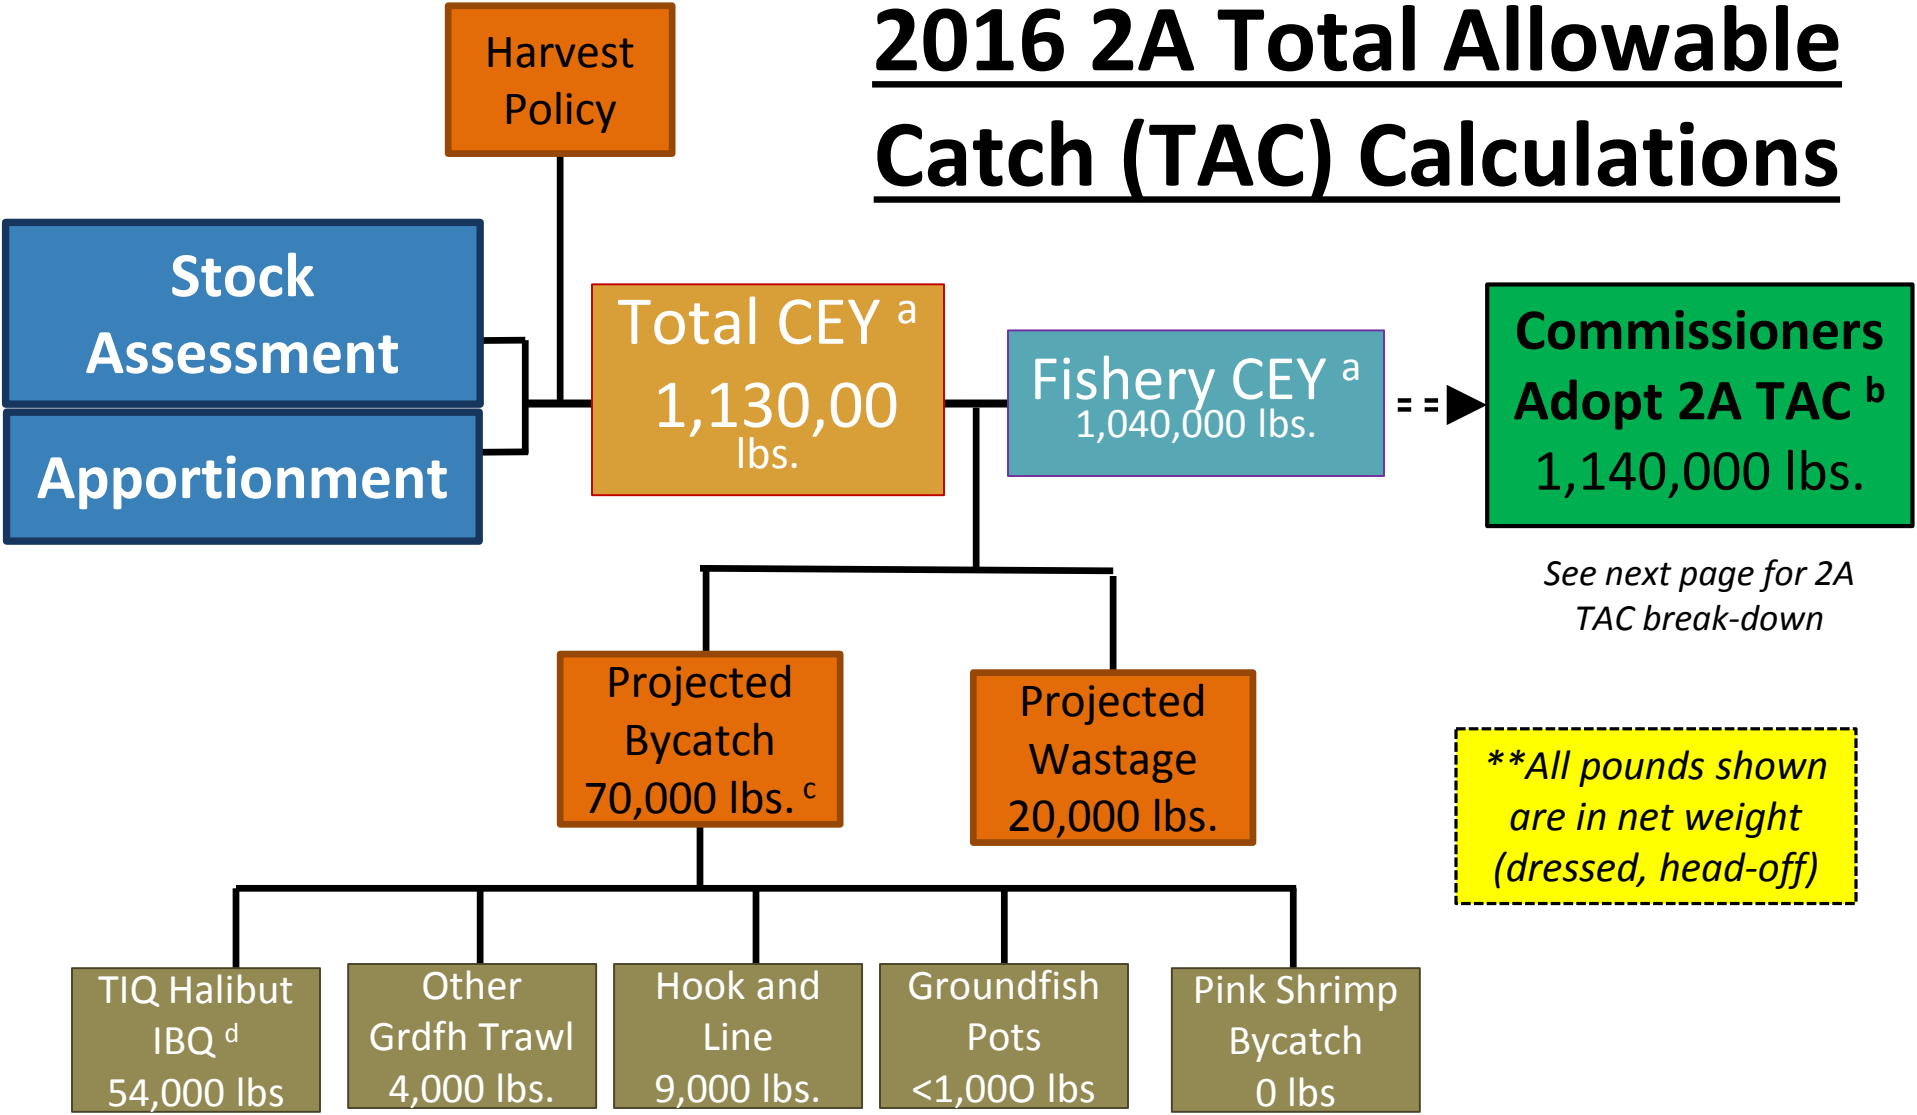 2016 2A Total Allowable
Catch (TAC) Calculations
Harvest
Policy
Stock
Assessment
Apportionment
Total CEY a
1,130,00
lbs.
Fishery CEY a
1,040,000 lbs.
==
Commissioners
Adopt 2A TAC b
1,140,000 lbs.
See next page for 2A
TAC break-down
Projected
Bycatch
70,000 lbs. c
Projected
Wastage
20,000 lbs.
**All pounds shown
are in net weight
(dressed, head-off)
TIQ Halibut
IBQ d
54,000 lbs
Other
Grdfh Trawl
4,000 lbs.
Hook and
Line
9,000 lbs.
Groundfish
Pots
<1,00O lbs
Pink Shrimp
Bycatch
0 lbs